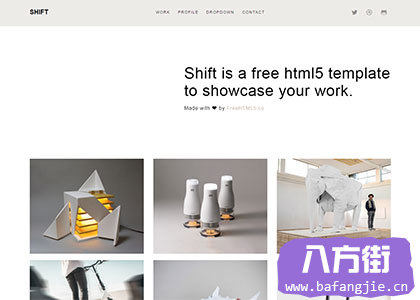 SHIFT
WORK PROFILE DROPDOWN CONTACT
Shift is a free html5 template
to showcase your work.
Made with ❤ by FreeHTML5.co
八方街
www.bafangjie.cn